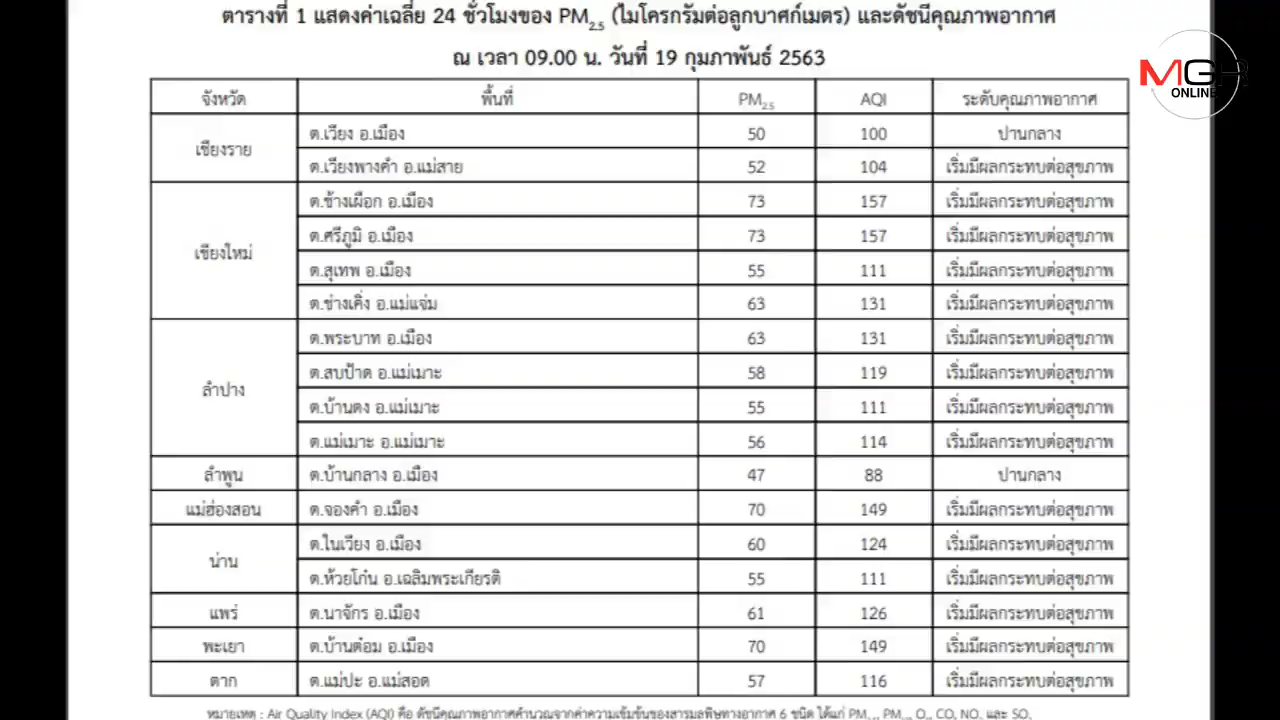 ตารางที่ 1 แสดงค่าเฉลี่ย 24 ชั่วโมงของ PM2.5 (ไมโครกรัมต่อลูกบาศก์เมตร) และดัชนีคุณภาพอากาศ
ณ เวลา 09.00 น. วันที่ 19 กุมภาพันธ์ 2563
MGR
ONLINE
จังหวัด พื้นที่ PM2.5 AQI ระดับคุณภาพอากาศ
เชียงราย ต.เวียง อ.เมือง 50 100 ปานกลาง
ต.เวียงพางคำ อ.แม่สาย 52 104 เริ่มมีผลกระทบต่อสุขภาพ
เชียงใหม่ ต.ช้างเผือก อ.เมือง 73 157 เริ่มมีผลกระทบต่อสุขภาพ
ต.ศรีภูมิ อ.เมือง 73 157 เริ่มมีผลกระทบต่อสุขภาพ
ต.สุเทพ อ.เมือง 55 111 เริ่มมีผลกระทบต่อสุขภาพ
ต.ช่างเคิ่ง อ.แม่แจ่ม 63 131 เริ่มมีผลกระทบต่อสุขภาพ
ลำปาง ต.พระบาท อ.เมือง 63 131 เริ่มมีผลกระทบต่อสุขภาพ
ต.สบป้าด อ.แม่เมาะ 58 119 เริ่มมีผลกระทบต่อสุขภาพ
ต.บ้านดง อ.แม่เมาะ 55 111 เริ่มมีผลกระทบต่อสุขภาพ
ต.แม่เมาะ อ.แม่เมาะ 56 114 เริ่มมีผลกระทบต่อสุขภาพ
ลำพูน ต.บ้านกลาง อ.เมือง 47 88 ปานกลาง
แม่ฮ่องสอน ต.จองคำ อ.เมือง 70 149 เริ่มมีผลกระทบต่อสุขภาพ
น่าน ต.ในเวียง อ.เมือง 60 124 เริ่มมีผลกระทบต่อสุขภาพ
ต.ห้วยโก๋น อ.เฉลิมพระเกียรติ 55 111 เริ่มมีผลกระทบต่อสุขภาพ
แพร่ ต.นาจักร อ.เมือง 61 126 เริ่มมีผลกระทบต่อสุขภาพ
พะเยา ต.บ้านต๋อม อ.เมือง 70 149 เริ่มมีผลกระทบต่อสุขภาพ
ตาก ต.แม่ปะ อ.แม่สอด 57 116 เริ่มมีผลกระทบต่อสุขภาพ
หมายเหตุ : Air Quality Index (AQI) คือ ดัชนีคุณภาพอากาศคำนวณจากค่าความเข้มข้นของสารมลพิษทางอากาศ 6 ชนิด ได้แก่ PM PM O CO NO และ SO